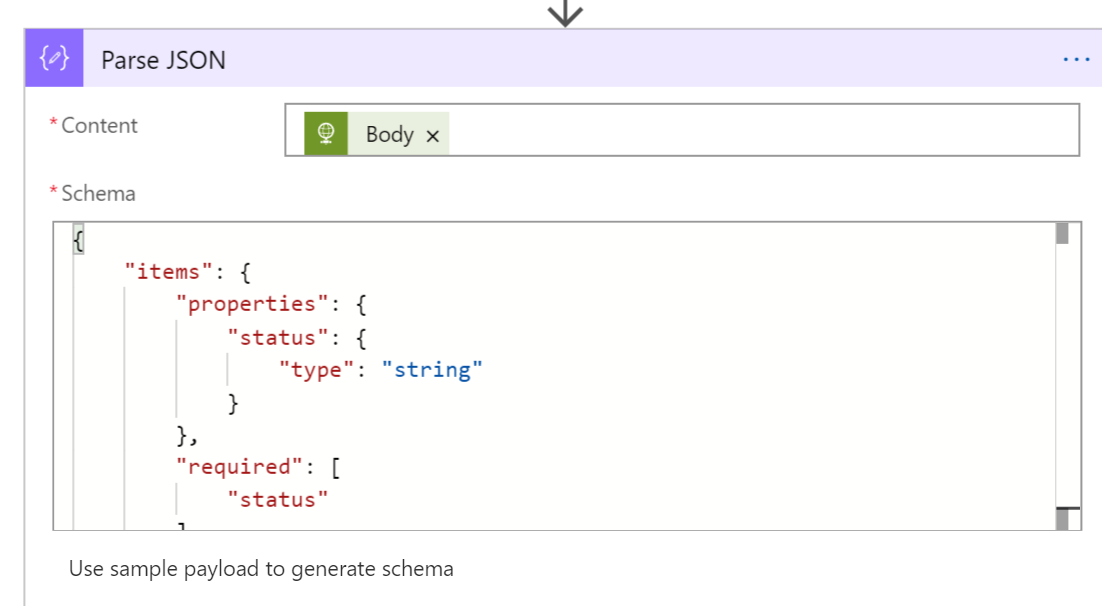 Parse JSON
...
* Content
Body ×
* Schema
{
"items": {
"properties": {
"status": {
"type": "string"
}
},
"required": [
"status"
]
Use sample payload to generate schema